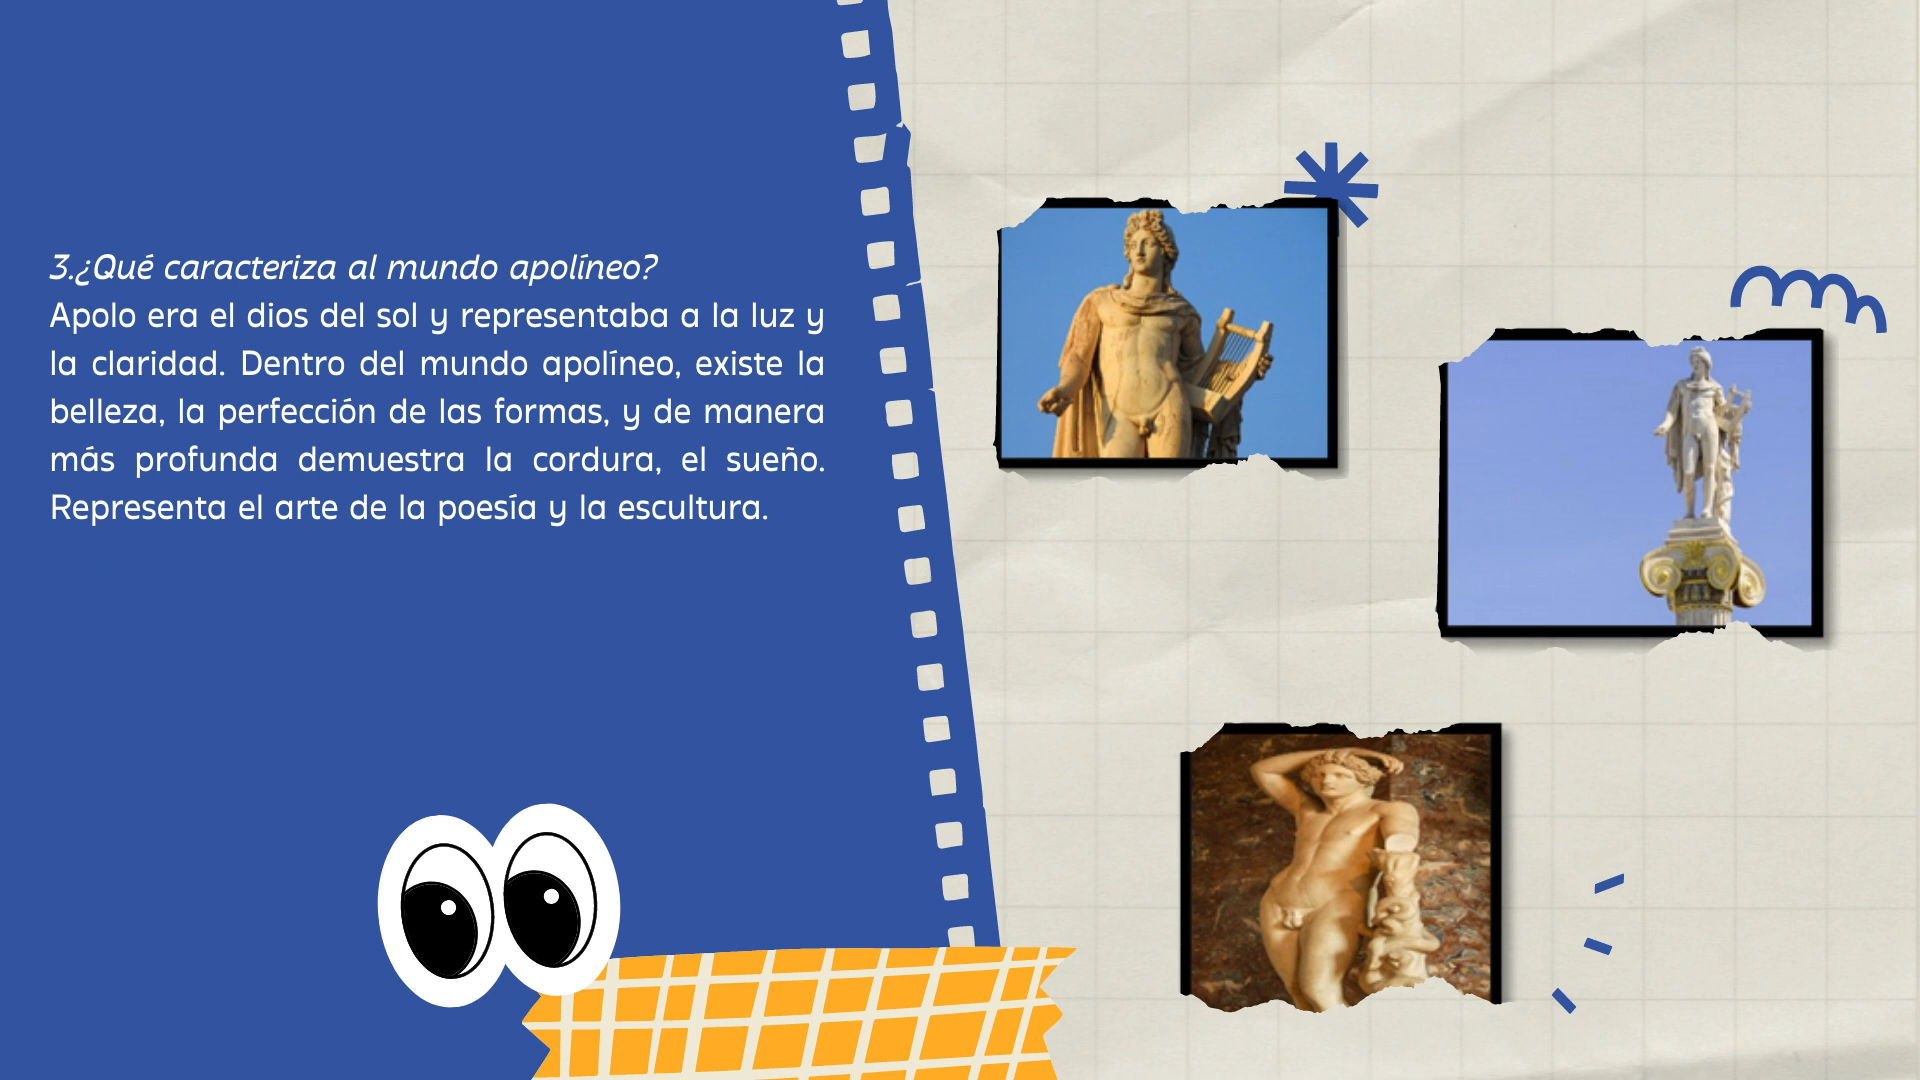 3.¿Qué caracteriza al mundo apolíneo?
Apolo era el dios del sol y representaba a la luz y
la claridad. Dentro del mundo apolíneo, existe la
belleza, la perfección de las formas, y de manera
más profunda demuestra la cordura, el sueño.
Representa el arte de la poesía y la escultura.